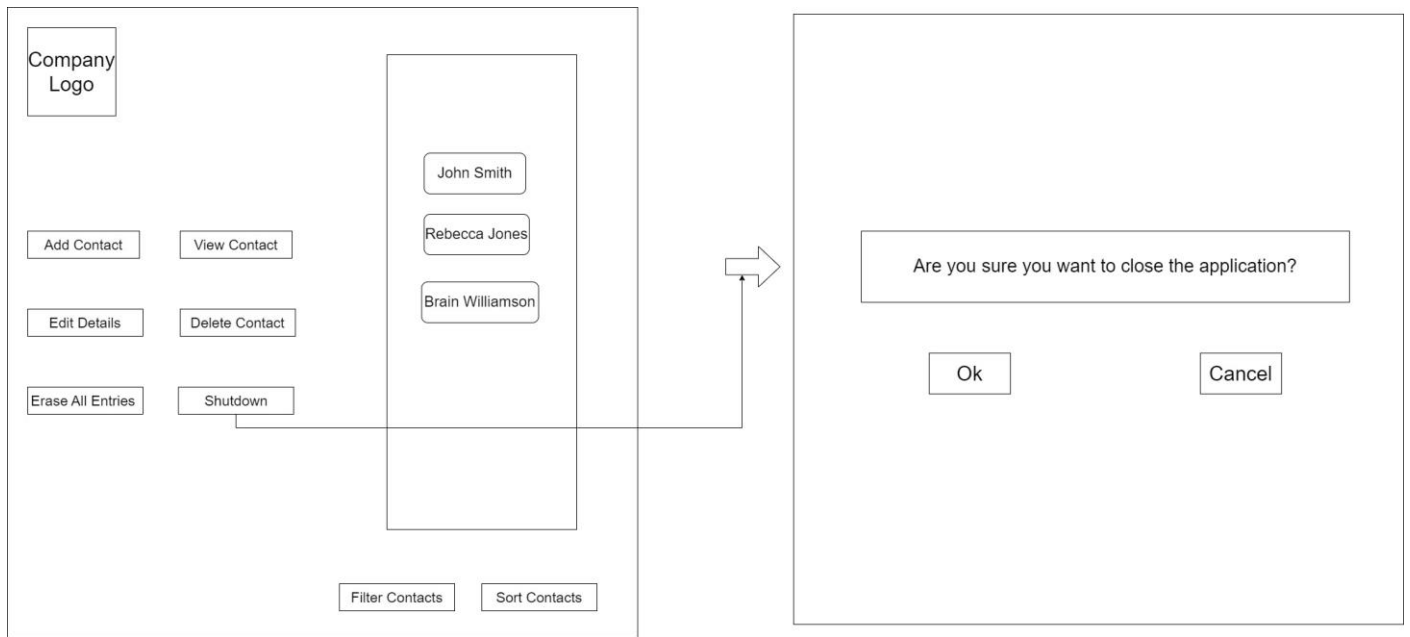 Company
Logo
John Smith
Rebecca Jones
Brain Williamson
Add Contact
View Contact
Edit Details
Delete Contact
Erase All Entries
Shutdown
Filter Contacts
Sort Contacts
Are you sure you want to close the application?
Ok
Cancel